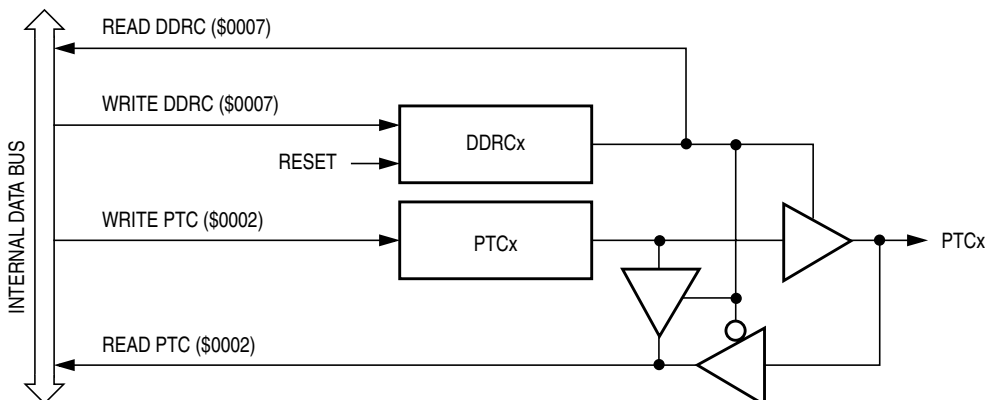 READ DDRC ($0007)
WRITE DDRC ($0007)
DDRCx
RESET
INTERNAL DATA BUS
WRITE PTC ($0002)
PTCx
PTCx
READ PTC ($0002)